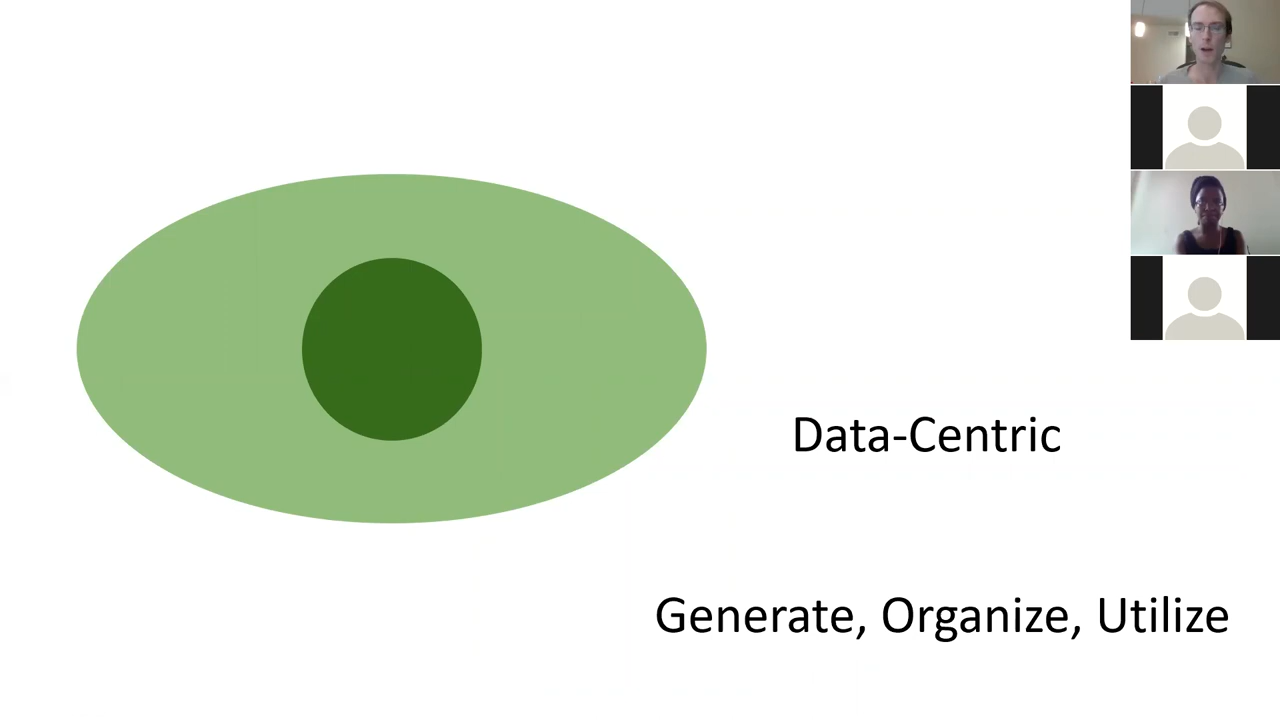 Data-Centric
Generate, Organize, Utilize